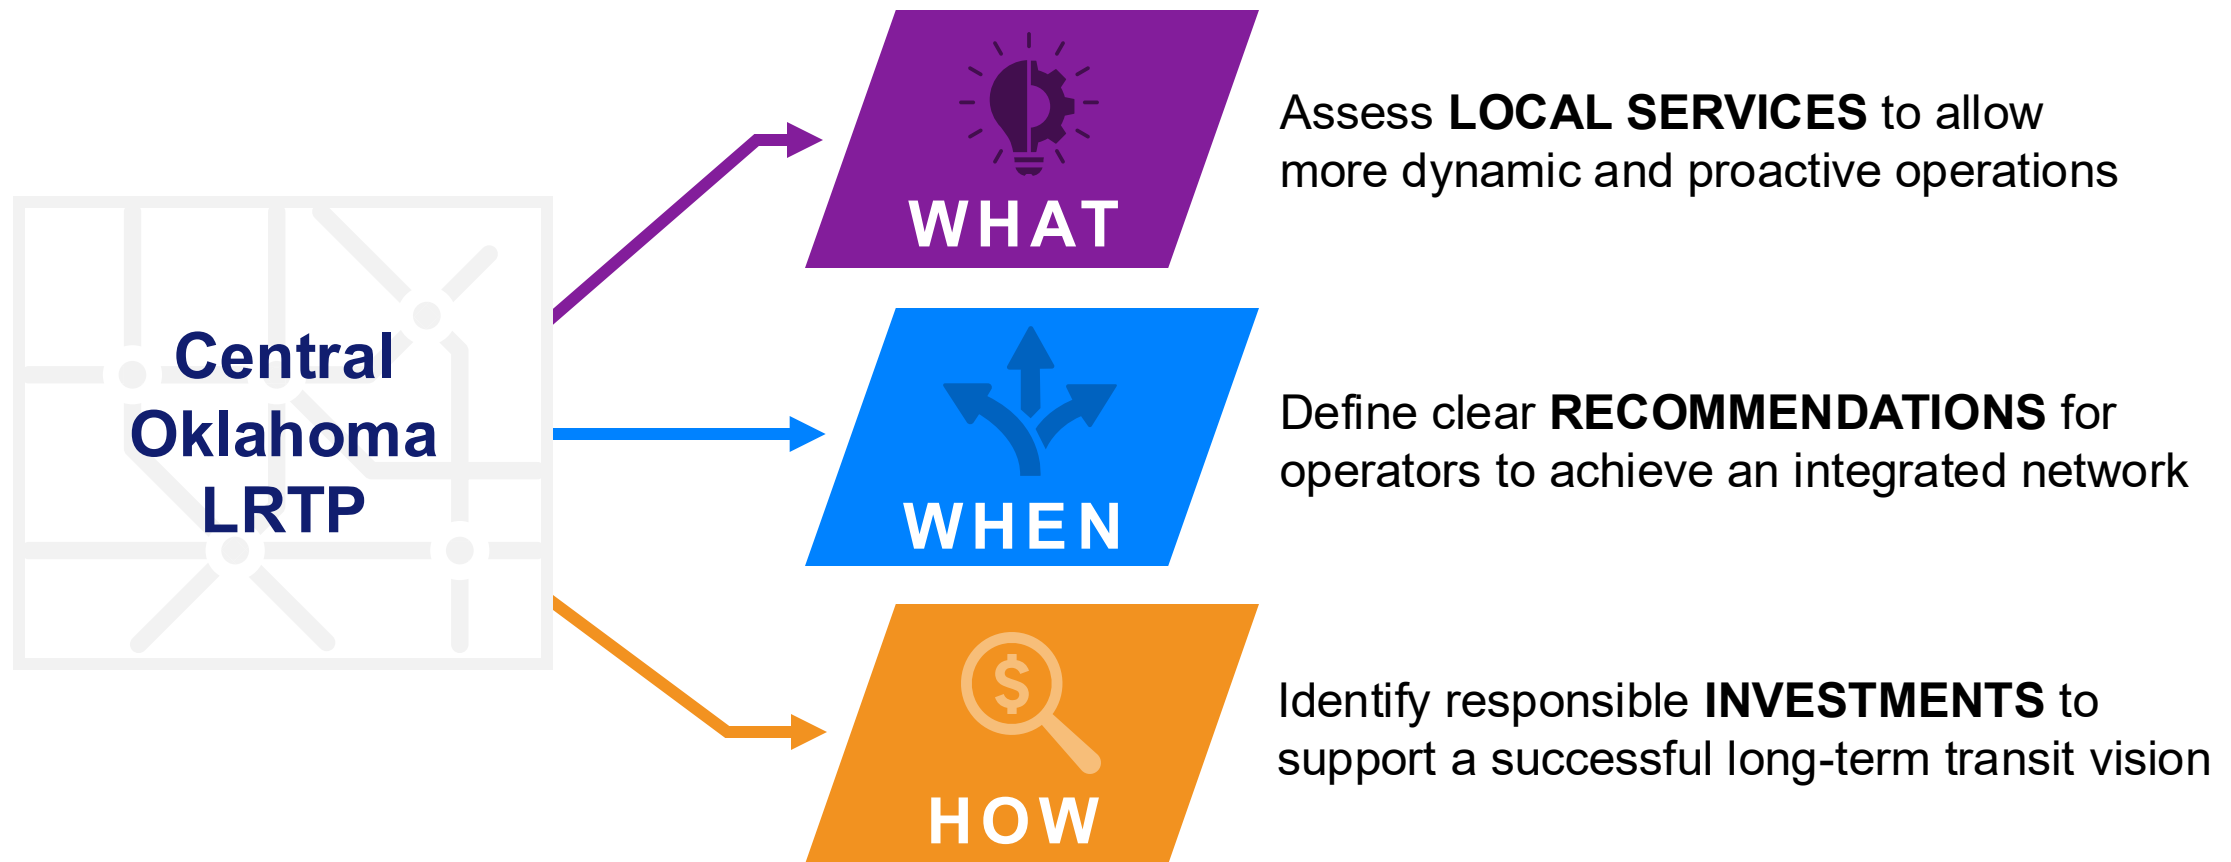 Central
Oklahoma
LRTP
WHAT
Assess LOCAL SERVICES to allow
more dynamic and proactive operations
WHEN
Define clear RECOMMENDATIONS for
operators to achieve an integrated network
$
HOW
Identify responsible INVESTMENTS to
support a successful long-term transit vision